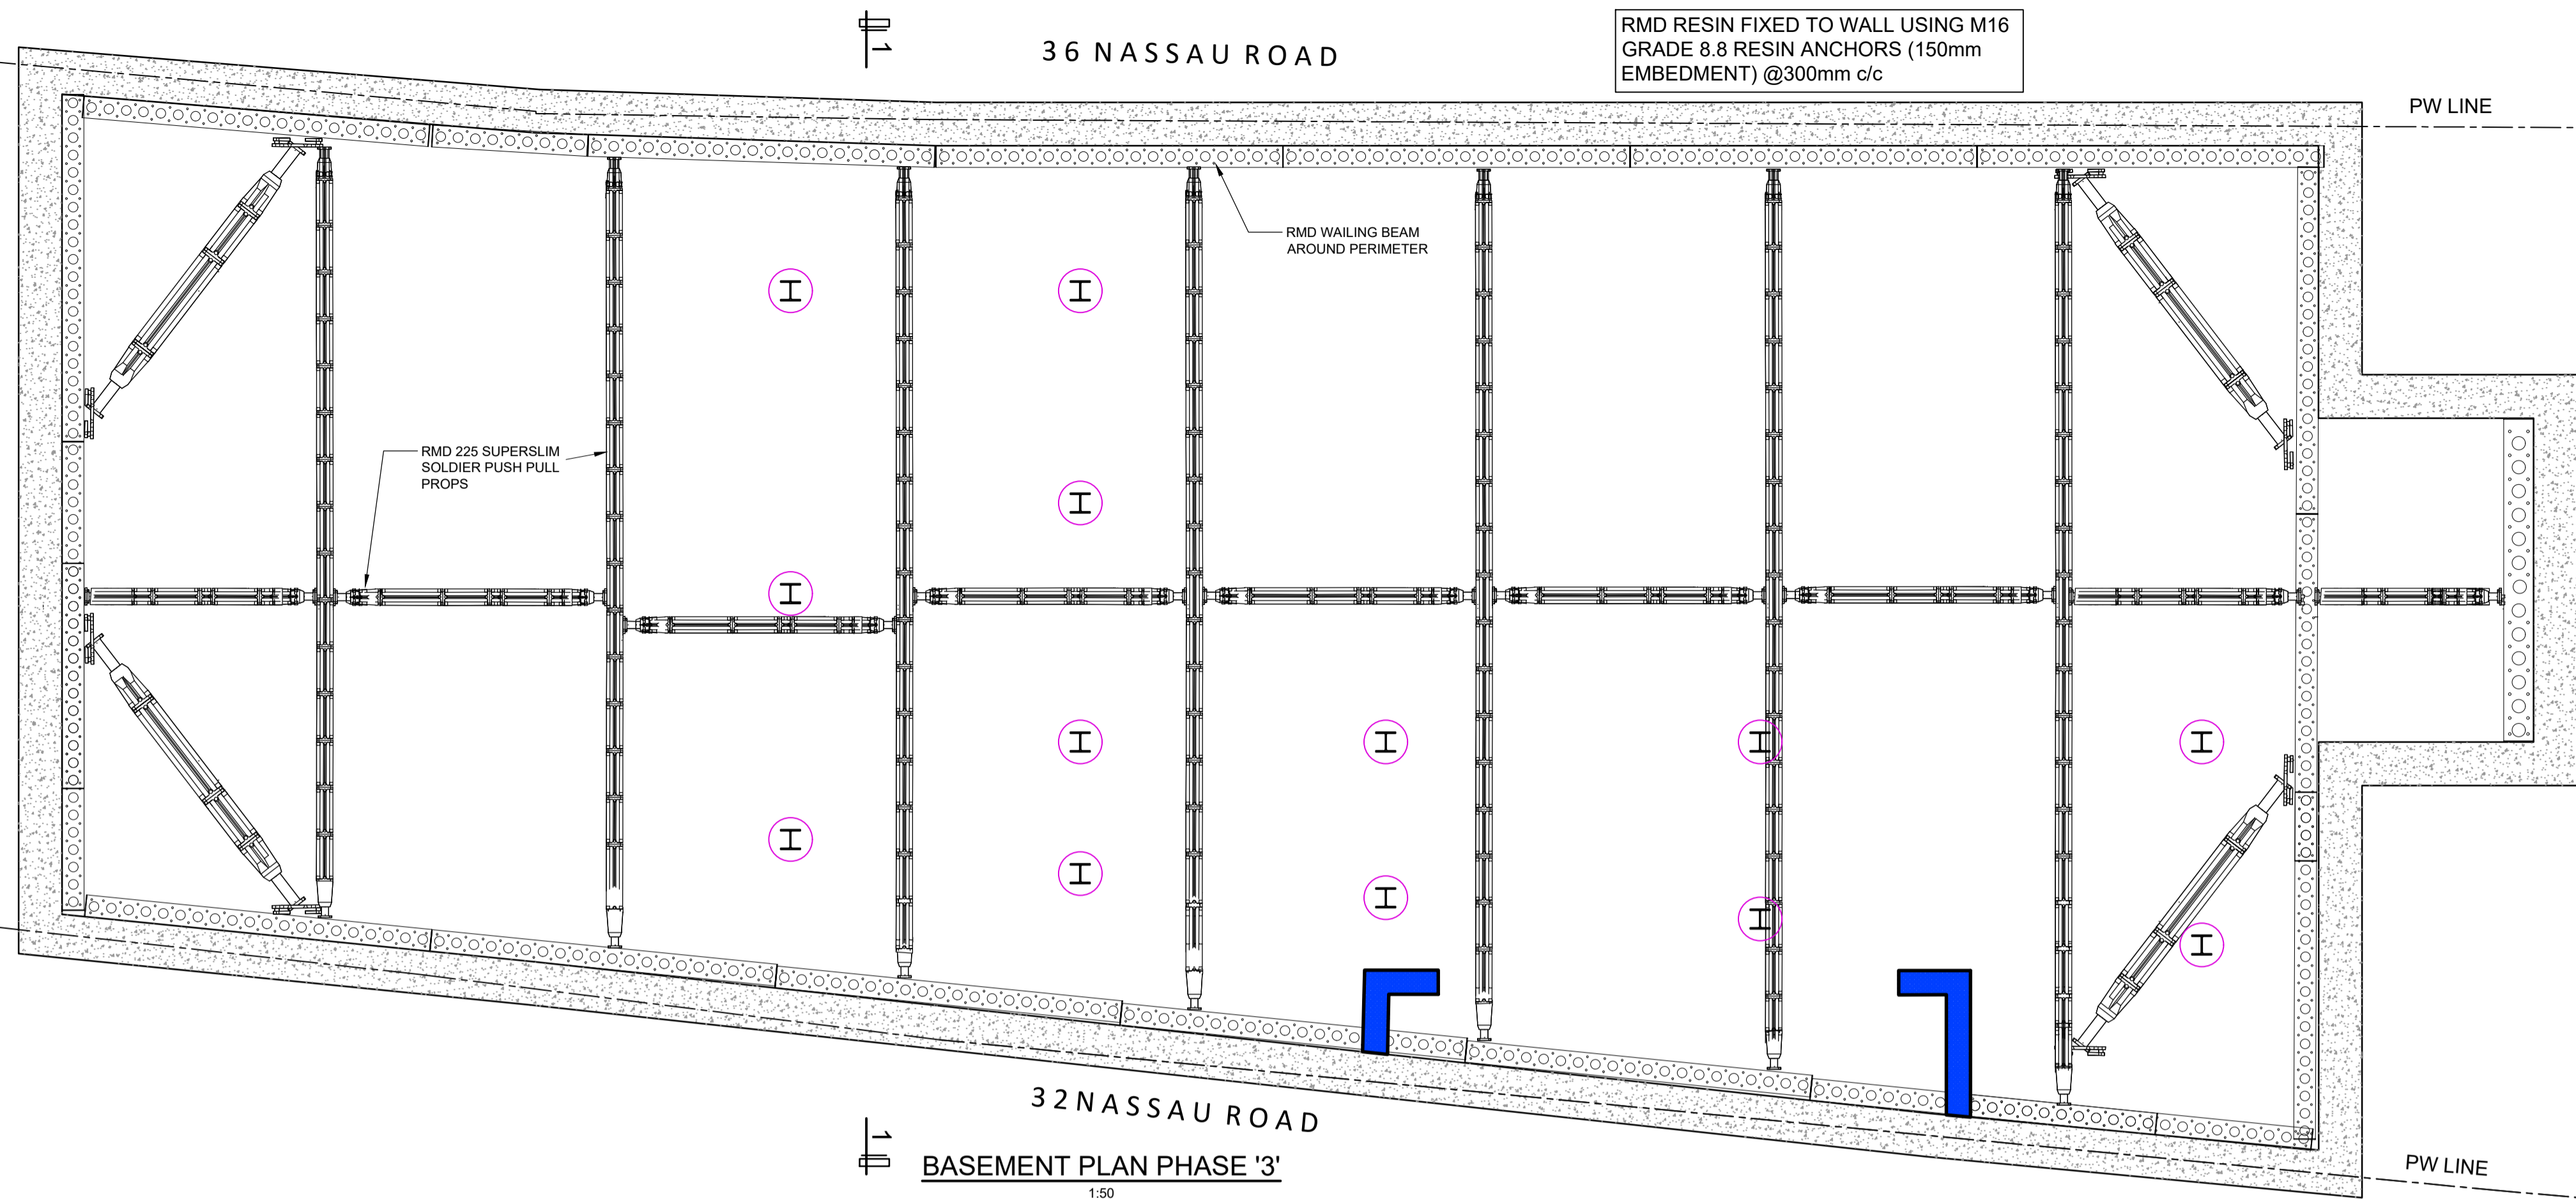 1
36 NASSAU ROAD
RMD RESIN FIXED TO WALL USING M16
GRADE 8.8 RESIN ANCHORS (150mm
EMBEDMENT) @300mm c/c
PW LINE
RMD WAILING BEAM
AROUND PERIMETER
RMD 225 SUPERSLIM
SOLDIER PUSH PULL
PROPS
32 NASSAU ROAD
1
BASEMENT PLAN PHASE '3'
1:50
PW LINE